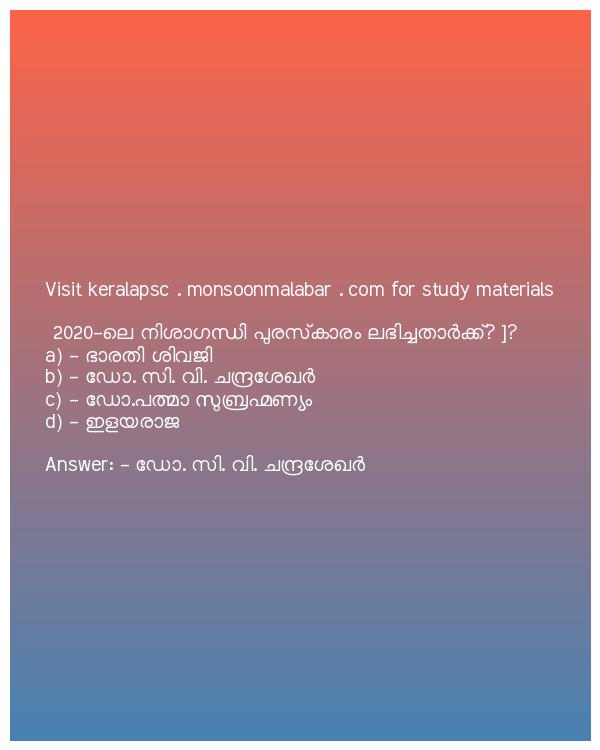 Visit keralapsc . monsoonmalabar . com for study materials
2020-ലെ നിശാഗന്ധി പുരസ്‌കാരം ലഭിച്ചതാർക്ക്? ]?
a) - ഭാരതി ശിവജി
b) - ഡോ. സി. വി. ചന്ദ്രശേഖർ
c) - ഡോ.പത്മാ സുബ്രഹ്മണ്യം
d) - ഇളയരാജ
Answer: - ഡോ. സി. വി. ചന്ദ്രശേഖർ